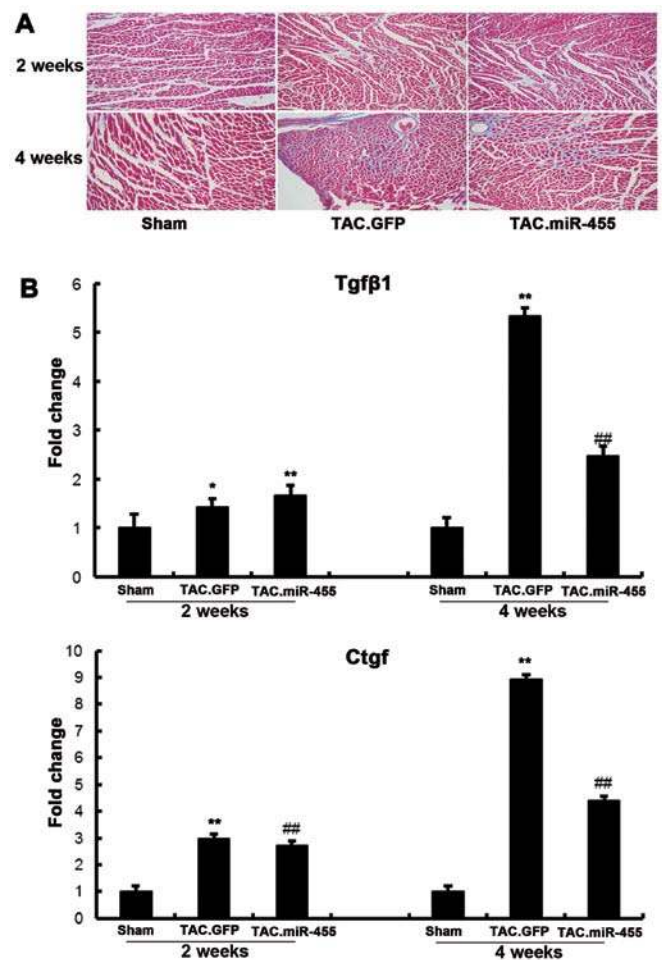 A
2 weeks
4 weeks
Sham TAC.GFP TAC.miR-455
B
Tgfβ1
Fold change
6
5
4
3
2
1
0
*
**
**
##
Sham TAC.GFP TAC.miR-455 Sham TAC.GFP TAC.miR-455
2 weeks 4 weeks
Ctgf
Fold change
10
9
8
7
6
5
4
3
2
1
0
**
##
**
##
Sham TAC.GFP TAC.miR-455 Sham TAC.GFP TAC.miR-455
2 weeks 4 weeks